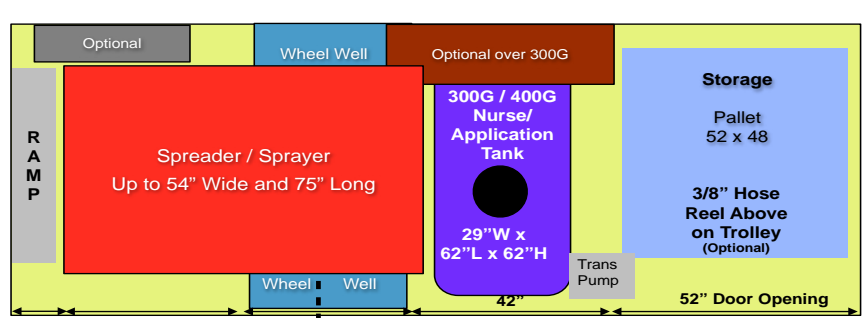 Optional
Wheel Well
Optional over 300G
R
A
M
P
Spreader / Sprayer
Up to 54” Wide and 75” Long
300G / 400G
Nurse/
Application
Tank
29”W x
62”L x 62”H
Storage
Pallet
52 x 48
3/8” Hose
Reel Above
on Trolley
(Optional)
Trans
Pump
Wheel Well
42”
52” Door Opening